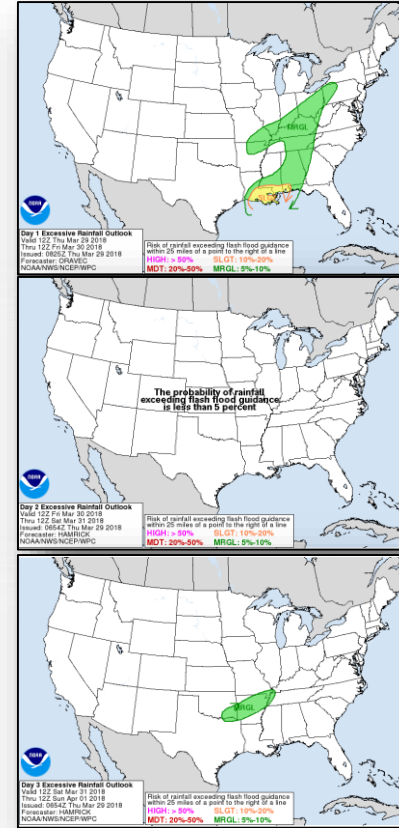 MRGL
NOAA
Day 1 Excessive Rainfall Outlook
Valid 12Z Thu Mar 29 2018
Thru 12Z Fri Mar 30 2018
Issued: 0825Z Thu Mar 29 2018
Forecaster: ORAVEC
NOAA/NWS/NCEP/WPC
Risk of rainfall exceeding flash flood guidance
within 25 miles of a point to the right of a line
HIGH: > 50% SLGT: 10%-20%
MDT: 20%-50% MRGL: 5%-10%
The probability of rainfall
exceeding flash flood guidance
is less than 5 percent
NOAA
Day 2 Excessive Rainfall Outlook
Valid 12Z Fri Mar 30 2018
Thru 12Z Sat Mar 31 2018
Issued: 0654Z Thu Mar 29 2018
Forecaster: HAMRICK
NOAA/NWS/NCEP/WPC
Risk of rainfall exceeding flash flood guidance
within 25 miles of a point to the right of a line
HIGH: > 50% SLGT: 10%-20%
MDT: 20%-50% MRGL: 5%-10%
MRGL
NOAA
Day 3 Excessive Rainfall Outlook
Valid 12Z Sat Mar 31 2018
Thru 12Z Sun Apr 01 2018
Issued: 0654Z Thu Mar 29 2018
Forecaster: HAMRICK
NOAA/NWS/NCEP/WPC
Risk of rainfall exceeding flash flood guidance
within 25 miles of a point to the right of a line
HIGH: > 50% SLGT: 10%-20%
MDT: 20%-50% MRGL: 5%-10%